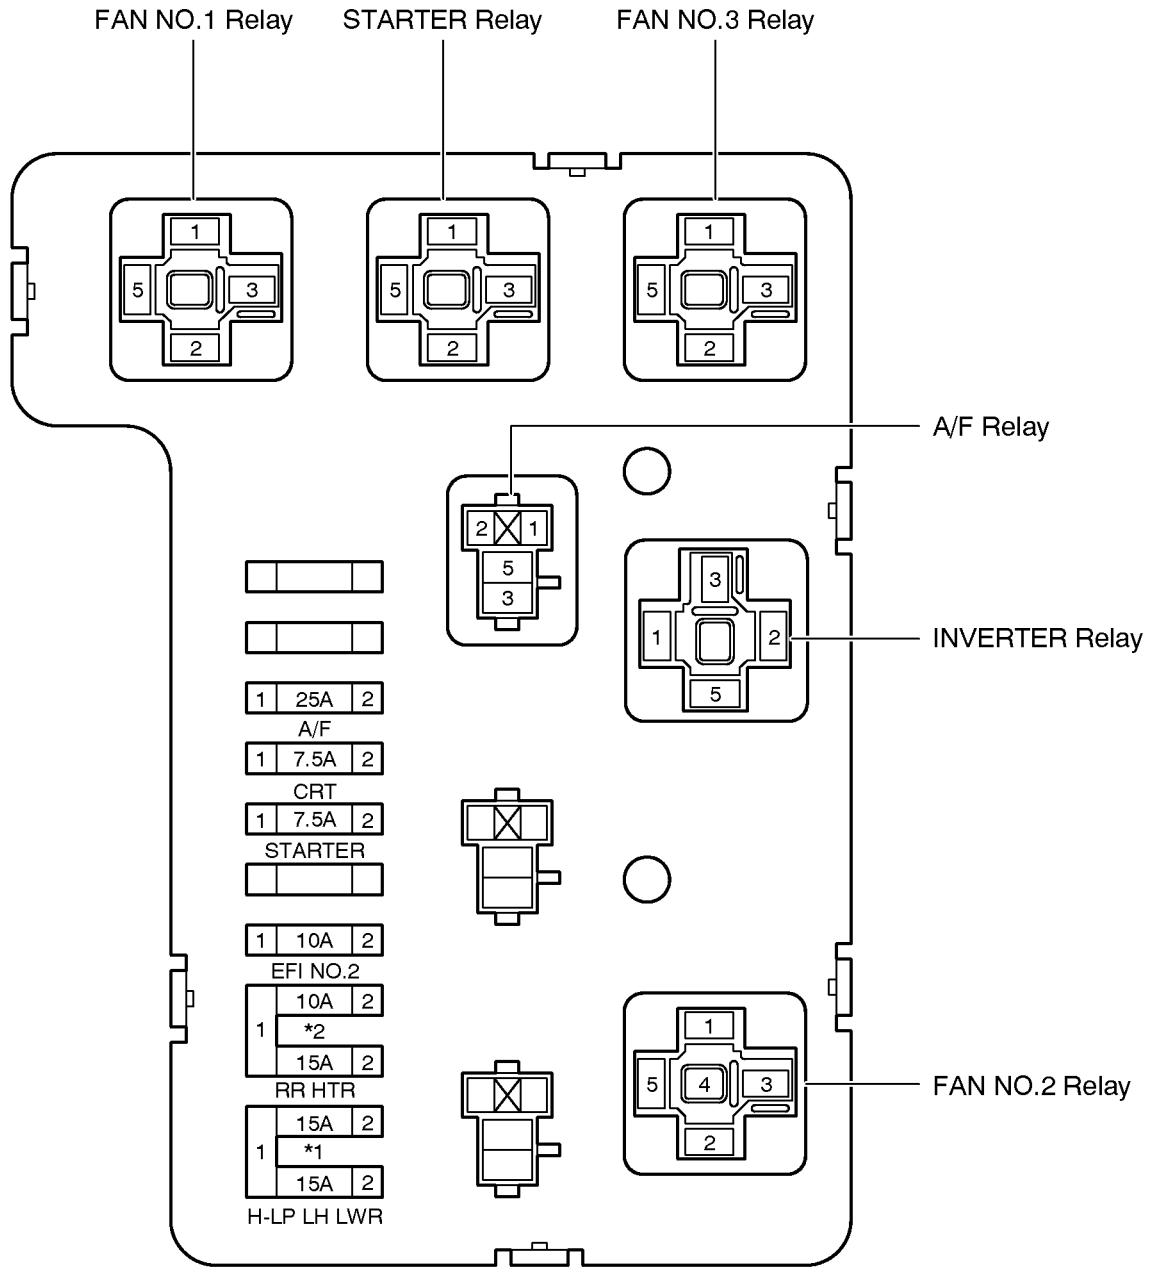 FAN NO.1 Relay STARTER Relay FAN NO.3 Relay
1 1 1
5 3 5 3 5 3
2 2 2
A/F Relay
2 1
5
3
3
1 2 INVERTER Relay
5
1 25A 2
A/F
1 7.5A 2
CRT
1 7.5A 2
STARTER
1 10A 2
EFI NO.2
10A 2
1 *2
15A 2
RR HTR
1
5 4 3 FAN NO.2 Relay
2
15A 2
1 *1
15A 2
H-LP LH LWR